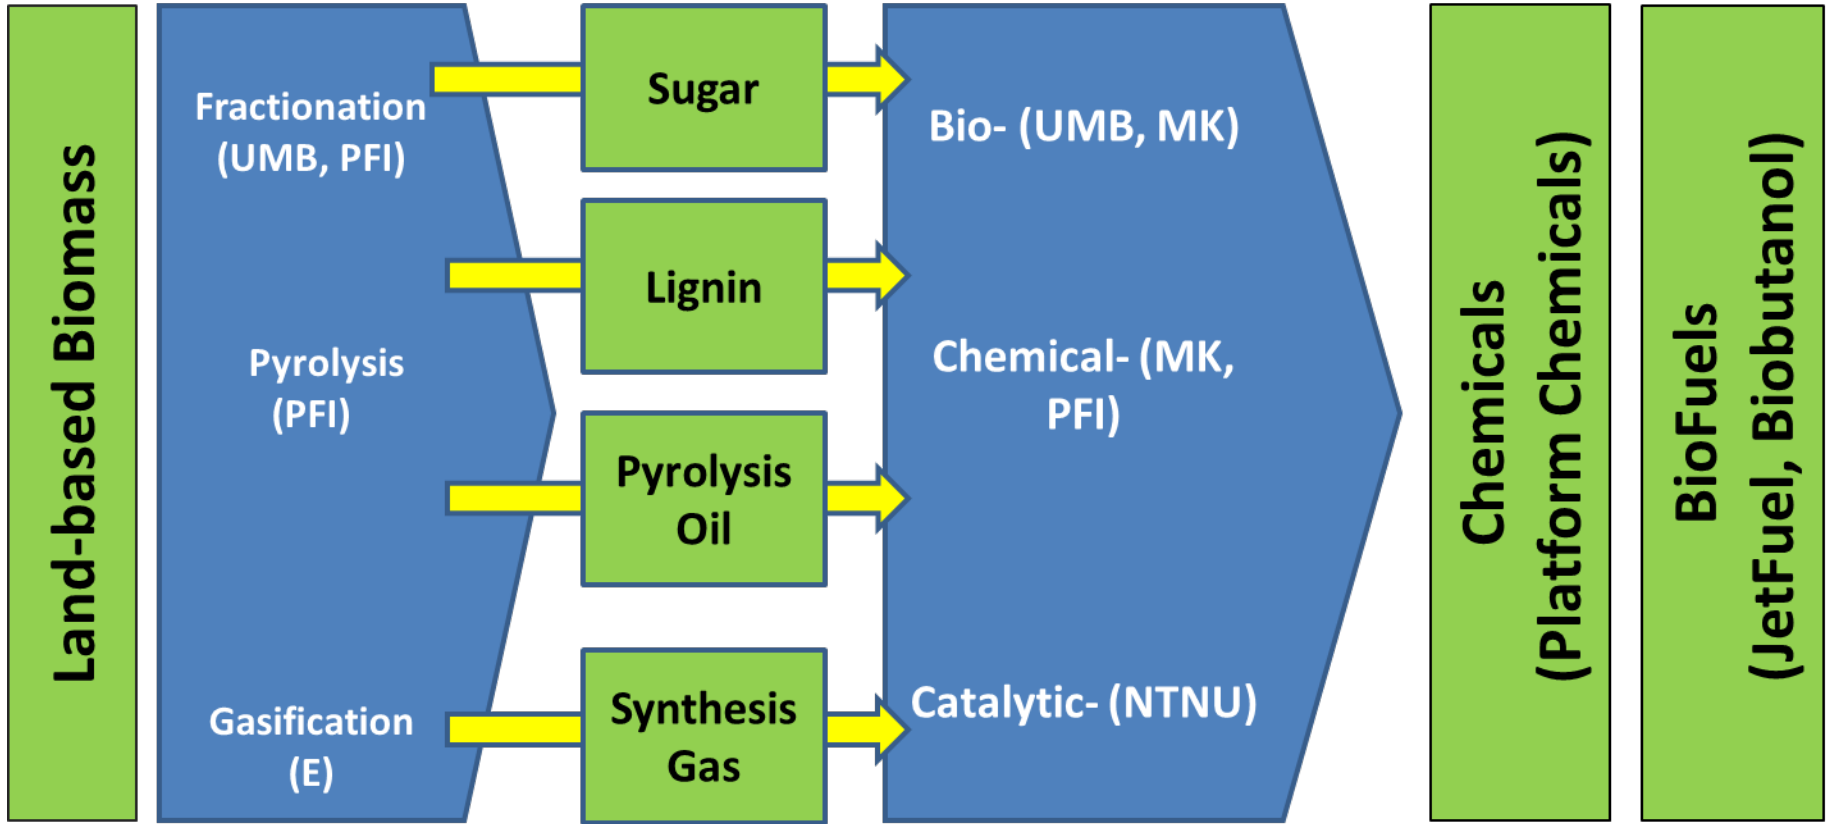 Land-based Biomass
Fractionation
(UMB, PFI)
Pyrolysis
(PFI)
Gasification
(E)
Sugar
Lignin
Pyrolysis
Oil
Synthesis
Gas
Bio- (UMB, MK)
Chemical- (MK,
PFI)
Catalytic- (NTNU)
Chemicals
(Platform Chemicals)
BioFuels
(JetFuel, Biobutanol)